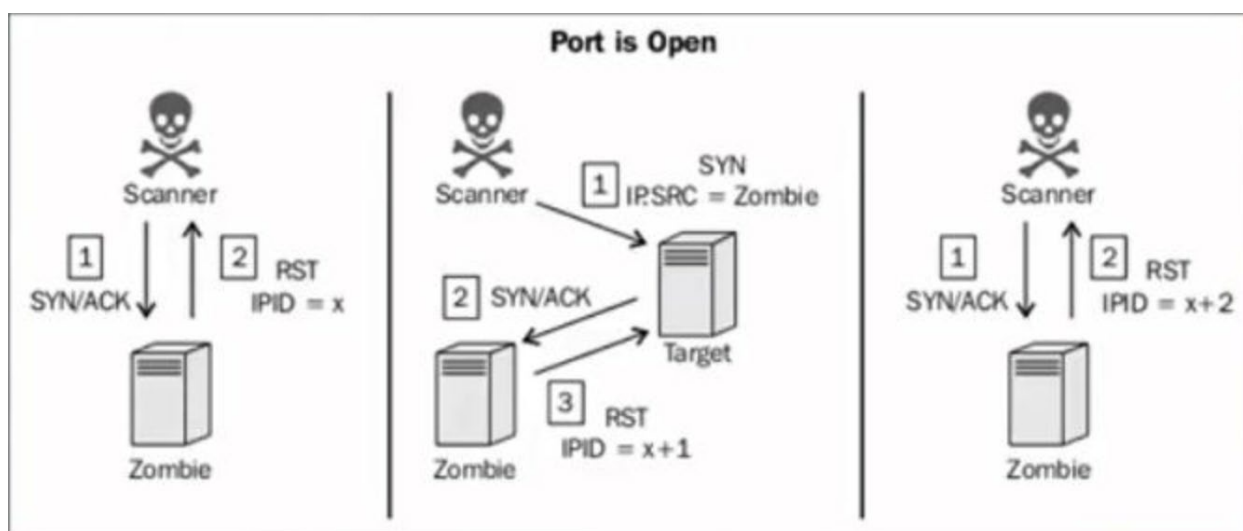 Port is Open
Scanner
1
SYN/ACK
2
RST
IPID = x
Zombie
Scanner
1
SYN
IP.SRC = Zombie
2
SYN/ACK
Target
3
RST
IPID = x+1
Zombie
Scanner
1
SYN/ACK
2
RST
IPID = x+2
Zombie